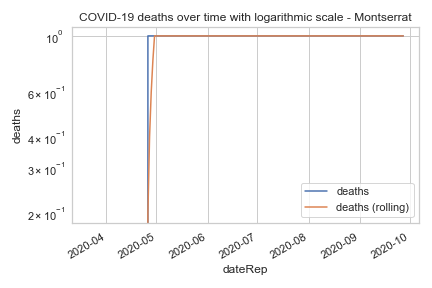 COVID-19 deaths over time with logarithmic scale - Montserrat
10⁰
6 × 10⁻¹
4 × 10⁻¹
3 × 10⁻¹
2 × 10⁻¹
deaths
deaths
deaths (rolling)
2020-04
2020-05
2020-06
2020-07
2020-08
2020-09
2020-10
dateRep